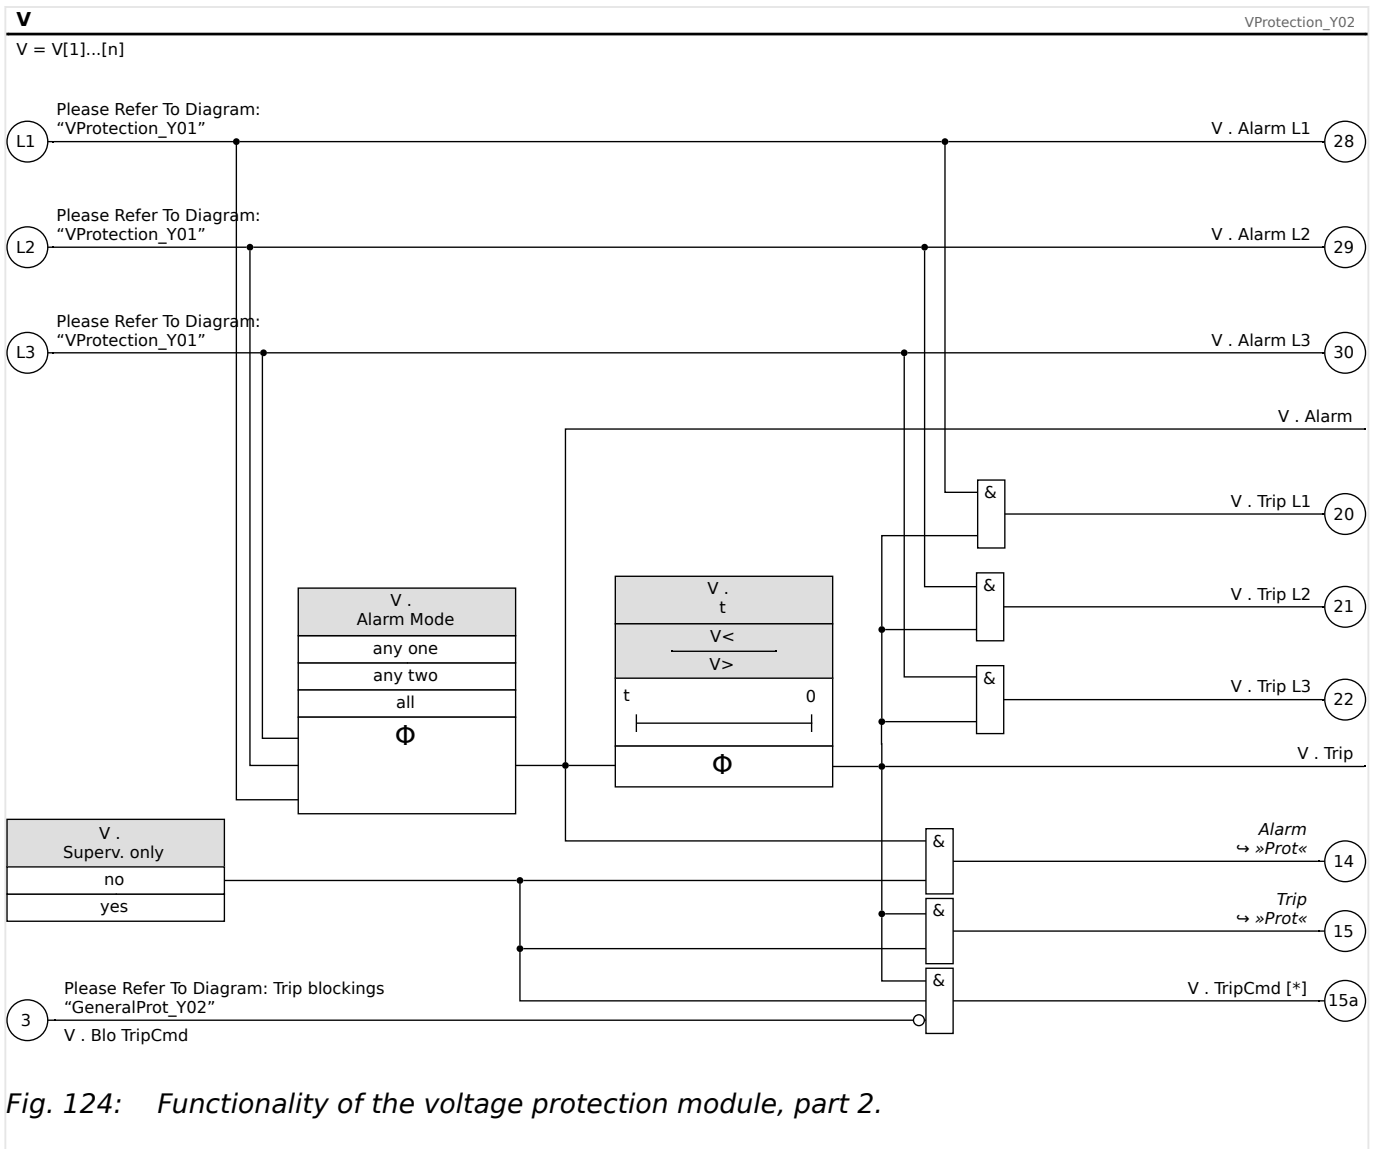 V
VProtection_Y02
V = V[1]...[n]
Please Refer To Diagram:
“VProtection_Y01”
L1
V . Alarm L1
28
Please Refer To Diagram:
“VProtection_Y01”
L2
V . Alarm L2
29
Please Refer To Diagram:
“VProtection_Y01”
L3
V . Alarm L3
30
V . Alarm
&
V . Trip L1
20
&
V . Trip L2
21
&
V . Trip L3
22
V .
Alarm Mode
any one
any two
all
Φ
V .
t
V<
V>
t 0
Φ
V . Trip
V .
Superv. only
no
yes
&
Alarm
↪ »Prot«
14
&
Trip
↪ »Prot«
15
&
V . TripCmd [*]
15a
Please Refer To Diagram: Trip blockings
“GeneralProt_Y02”
3
V . Blo TripCmd
Fig. 124: Functionality of the voltage protection module, part 2.